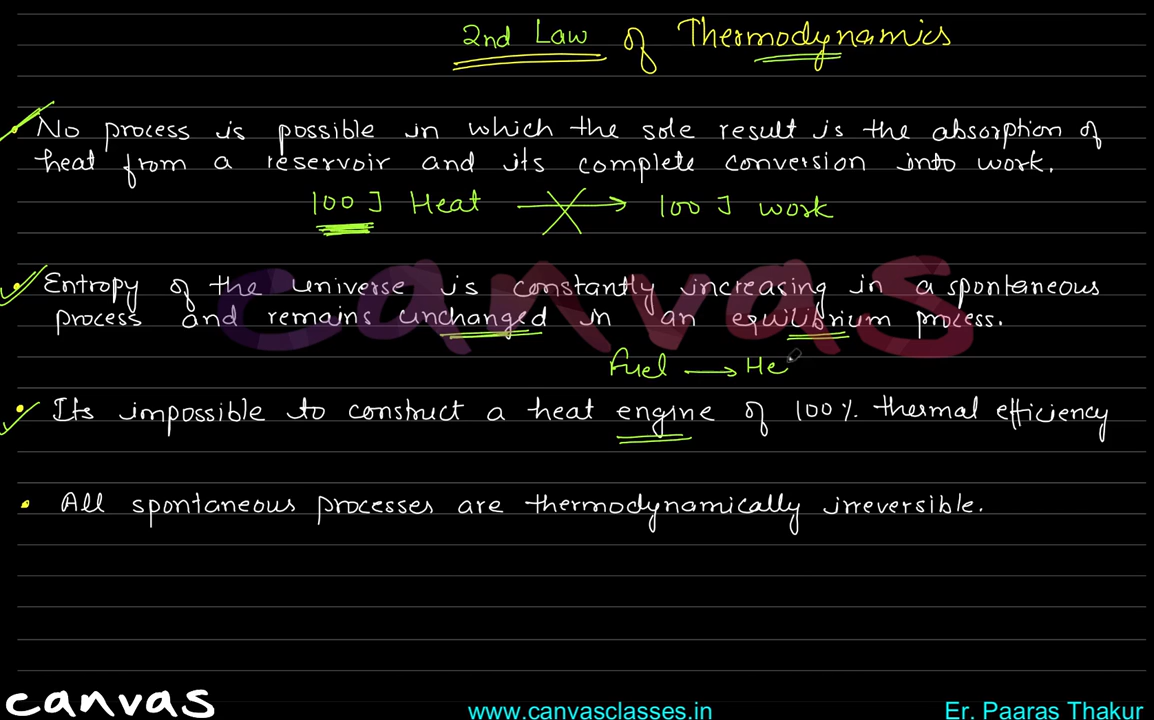 2nd Law of Thermodynamics
No process is possible in which the sole result is the absorption of
heat from a reservoir and its complete conversion into work.
100 J Heat → 100 J work
canvas
Entropy of the universe is constantly increasing in a spontaneous
process and remains unchanged in an equilibrium process.
Fuel → He
Its impossible to construct a heat engine of 100% thermal efficiency
All spontaneous processes are thermodynamically irreversible.
canvas
www.canvasclasses.in
Er. Paaras Thakur